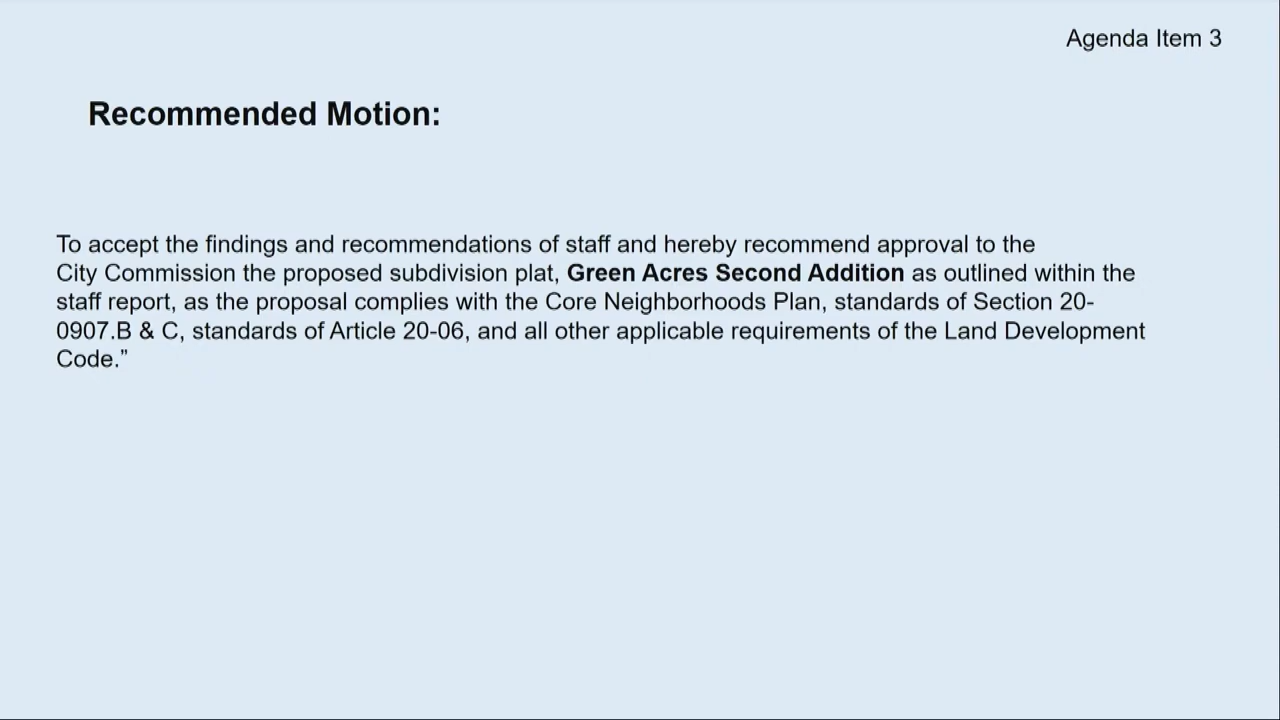 Agenda Item 3
Recommended Motion:
To accept the findings and recommendations of staff and hereby recommend approval to the
City Commission the proposed subdivision plat, Green Acres Second Addition as outlined within the
staff report, as the proposal complies with the Core Neighborhoods Plan, standards of Section 20-
0907.B & C, standards of Article 20-06, and all other applicable requirements of the Land Development
Code.”